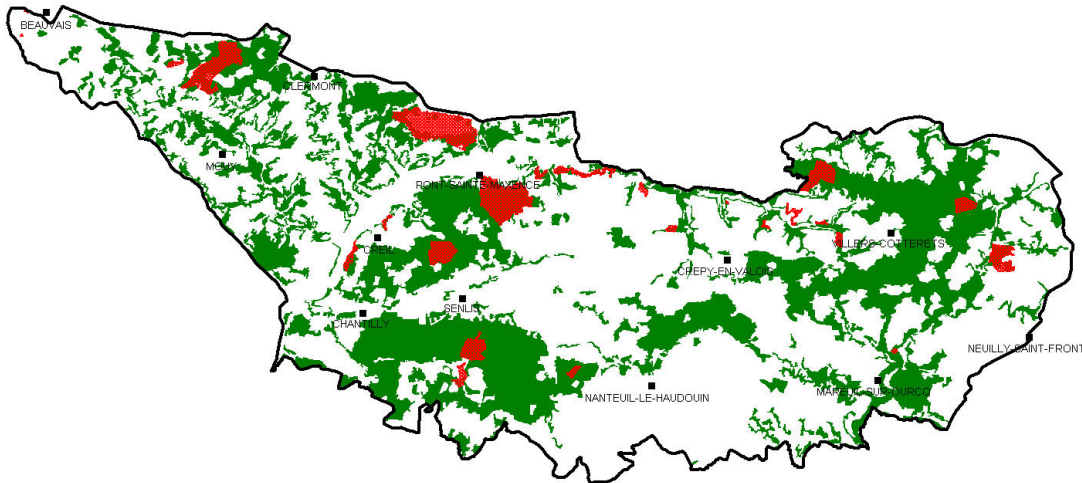 BEAUVAIS
CLERMONT
MOUY
PONT-SAINTE-MAXENCE
CREIL
VILLERS-COTTERETS
CREPY-EN-VALOIS
SENLIS
CHANTILLY
NEUILLY-SAINT-FRONT
MAREUIL-SUR-OURCQ
NANTEUIL-LE-HAUDOUIN